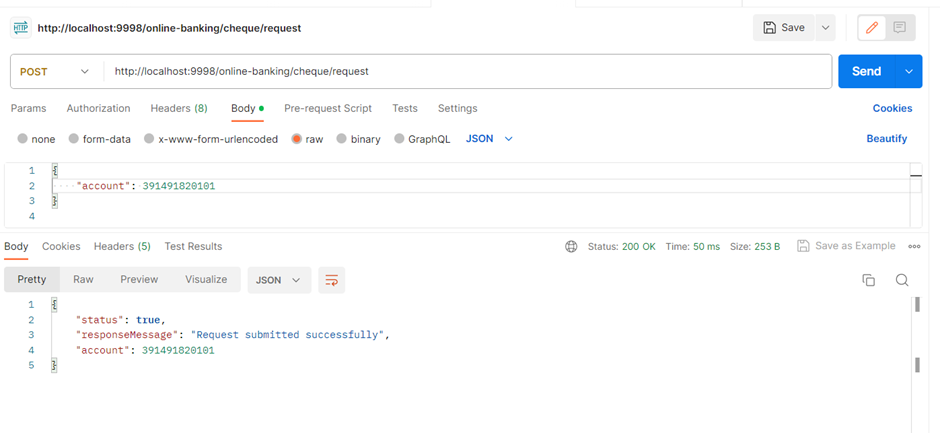 HTTP http://localhost:9998/online-banking/cheque/request Save
POST http://localhost:9998/online-banking/cheque/request Send
Params Authorization Headers (8) Body Pre-request Script Tests Settings Cookies
none form-data x-www-form-urlencoded raw binary GraphQL JSON Beautify
1 {
2 "account": 391491820101
3 }
4
Body Cookies Headers (5) Test Results Status: 200 OK Time: 50 ms Size: 253 B Save as Example
Pretty Raw Preview Visualize JSON
1 {
2 "status": true,
3 "responseMessage": "Request submitted successfully",
4 "account": 391491820101
5 }